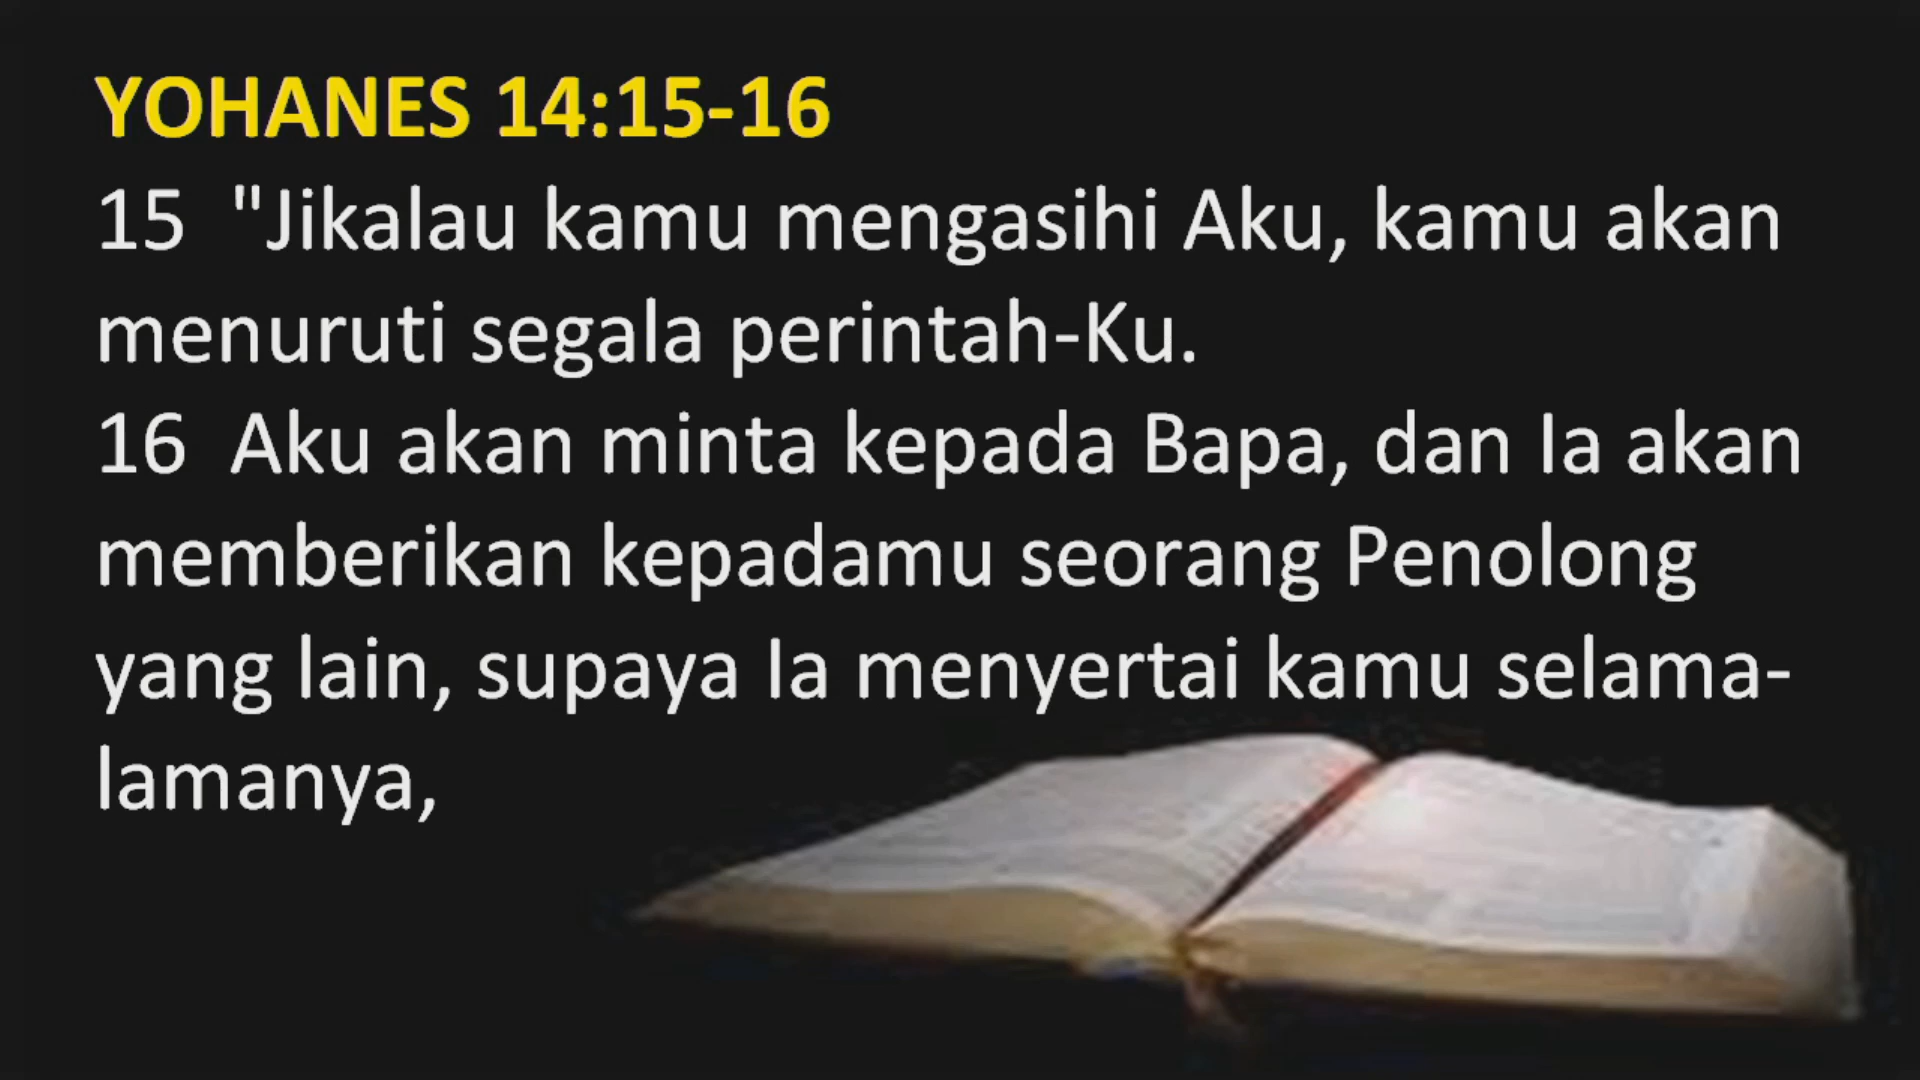 YOHANES 14:15-16
15  "Jikalau kamu mengasihi Aku, kamu akan
menuruti segala perintah-Ku.
16  Aku akan minta kepada Bapa, dan Ia akan
memberikan kepadamu seorang Penolong
yang lain, supaya Ia menyertai kamu selama-
lamanya,